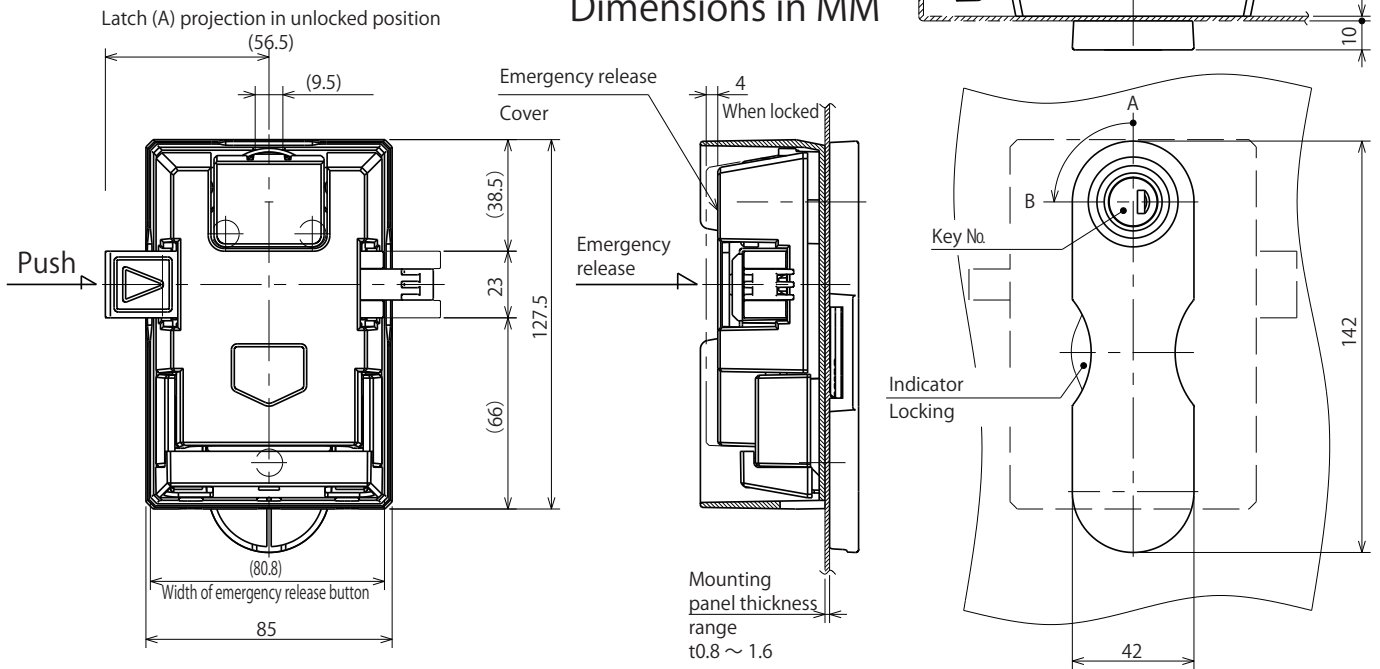 Dimensions in MM
Latch (A) projection in unlocked position
(56.5)
(9.5)
Push
(38.5)
23
127.5
(66)
(80.8)
Width of emergency release button
85
Emergency release
Cover
4
When locked
Emergency
release
Mounting
panel thickness
range
t0.8 ～ 1.6
10
A
B
Key No.
Indicator
Locking
142
42